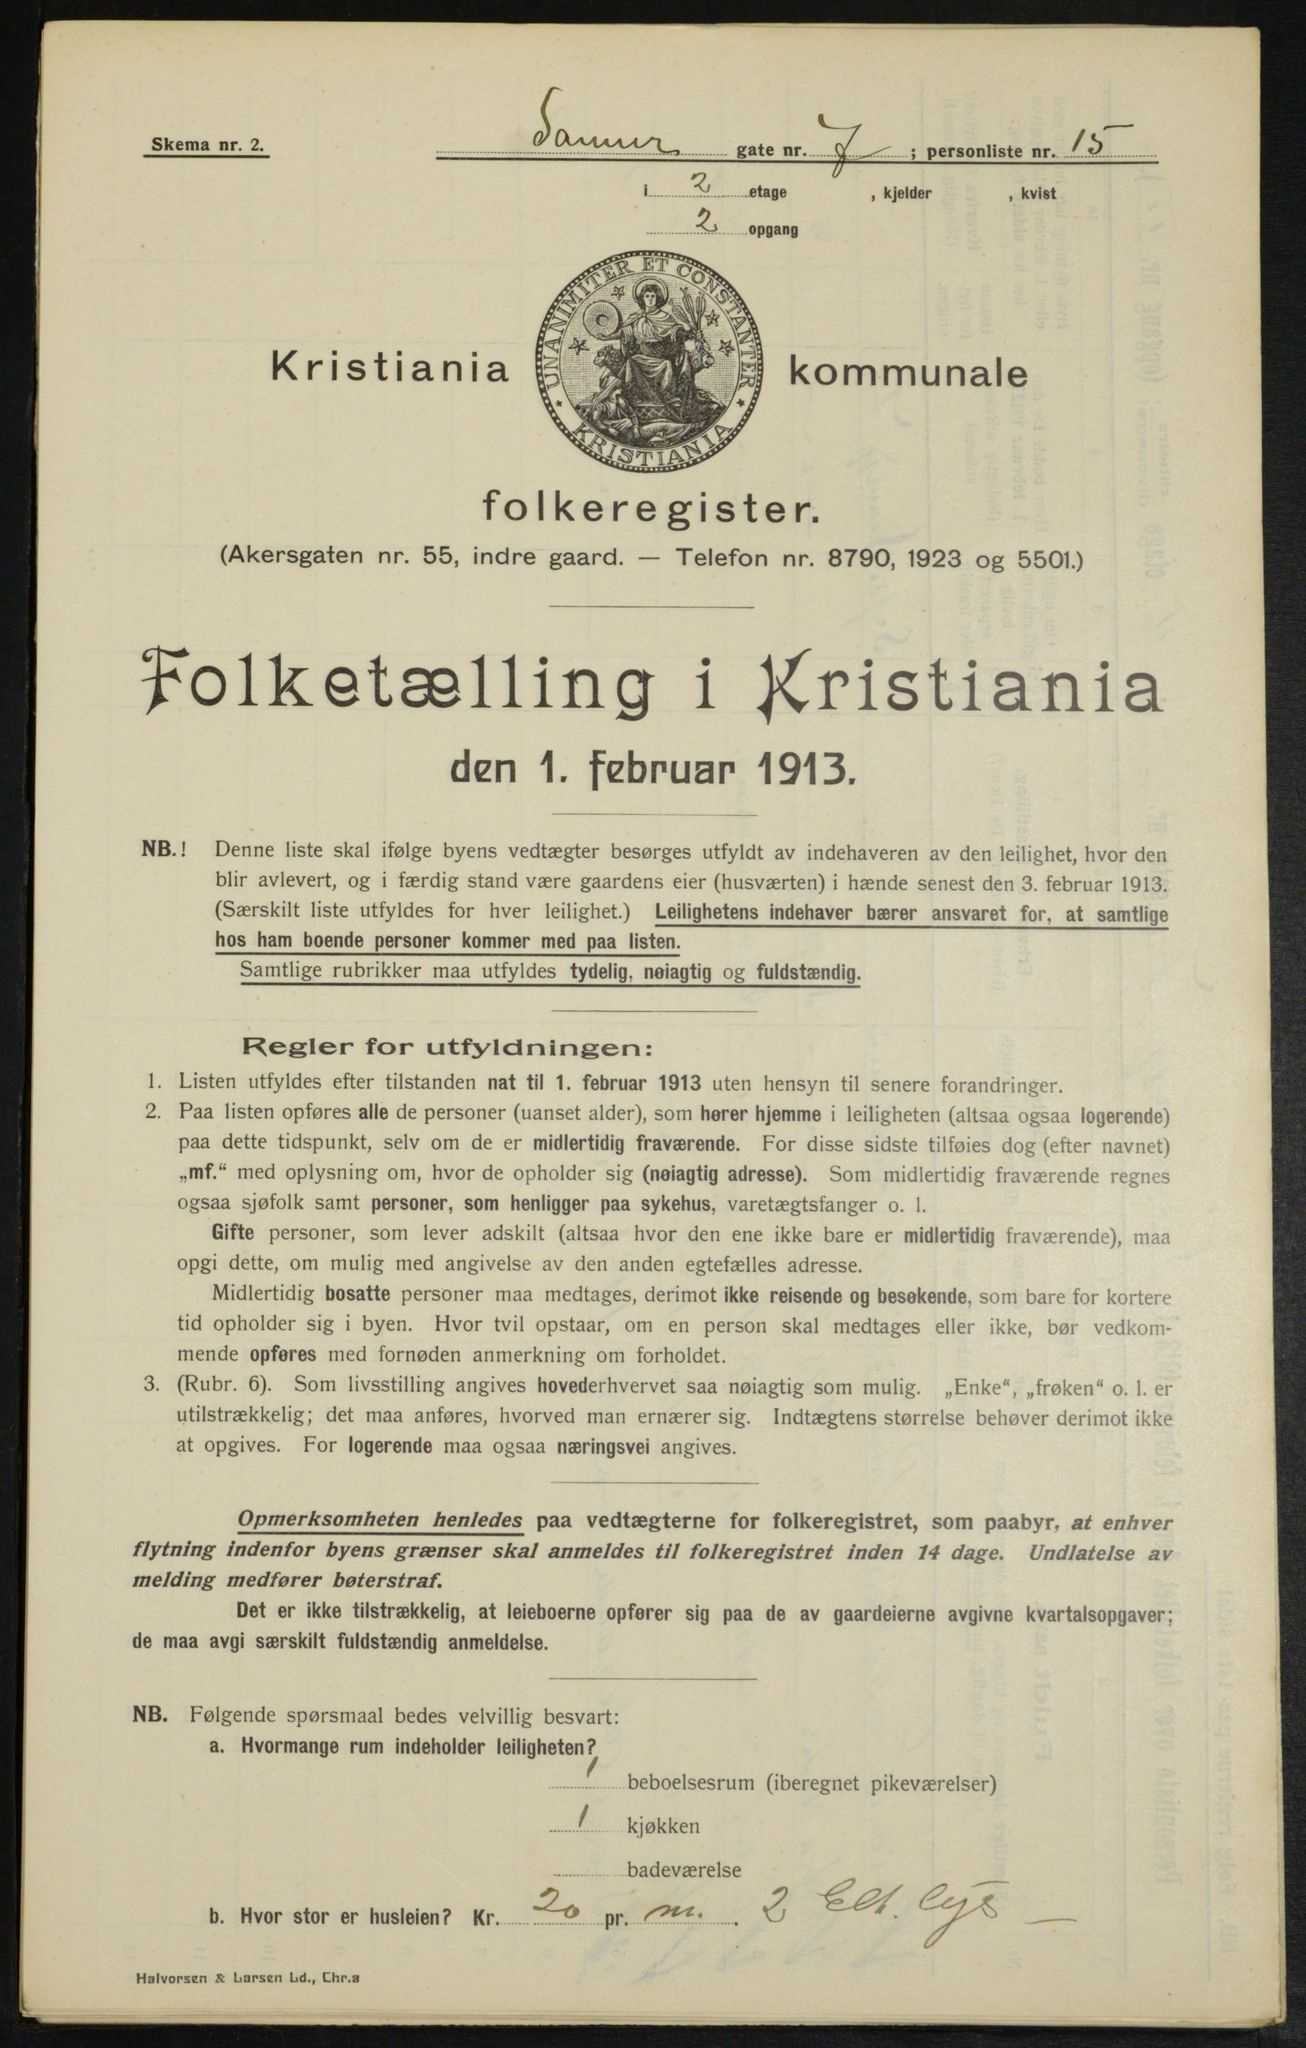 Skema nr. 2.
Sanner gate nr. 7 ; personliste nr. 15
i 2 etage , kjelder , kvist
2 opgang
UNANIMITER ET CONSTANTER
KRISTIANIA
Kristiania kommunale
folkeregister.
(Akersgaten nr. 55, indre gaard. — Telefon nr. 8790, 1923 og 5501.)
Folketælling i Kristiania
den 1. februar 1913.
NB.! Denne liste skal ifølge byens vedtægter besørges utfyldt av indehaveren av den leilighet, hvor den
blir avlevert, og i færdig stand være gaardens eier (husværten) i hænde senest den 3. februar 1913.
(Særskilt liste utfyldes for hver leilighet.) Leilighetens indehaver bærer ansvaret for, at samtlige
hos ham boende personer kommer med paa listen.
Samtlige rubrikker maa utfyldes tydelig, nøiagtig og fuldstændig.
Regler for utfyldningen:
1. Listen utfyldes efter tilstanden nat til 1. februar 1913 uten hensyn til senere forandringer.
2. Paa listen opføres alle de personer (uanset alder), som hører hjemme i leiligheten (altsaa ogsaa logerende)
paa dette tidspunkt, selv om de er midlertidig fraværende. For disse sidste tilføies dog (efter navnet)
„mf.“ med oplysning om, hvor de opholder sig (nøiagtig adresse). Som midlertidig fraværende regnes
ogsaa sjøfolk samt personer, som henligger paa sykehus, varetægtsfanger o. l.
Gifte personer, som lever adskilt (altsaa hvor den ene ikke bare er midlertidig fraværende), maa
opgi dette, om mulig med angivelse av den anden egtefælles adresse.
Midlertidig bosatte personer maa medtages, derimot ikke reisende og besøkende, som bare for kortere
tid opholder sig i byen. Hvor tvil opstaar, om en person skal medtages eller ikke, bør vedkom-
mende opføres med fornøden anmerkning om forholdet.
3. (Rubr. 6). Som livsstilling angives hovederhvervet saa nøiagtig som mulig. „Enke“, „frøken“ o. l. er
utilstrækkelig; det maa anføres, hvorved man ernærer sig. Indtægtens størrelse behøver derimot ikke
at opgives. For logerende maa ogsaa næringsvei angives.
Opmerksomheten henledes paa vedtægterne for folkeregistret, som paabyr, at enhver
flytning indenfor byens grænser skal anmeldes til folkeregistret inden 14 dage. Undlatelse av
melding medfører bøterstraf.
Det er ikke tilstrækkelig, at leieboerne opfører sig paa de av gaardeierne avgivne kvartalsopgaver;
de maa avgi særskilt fuldstændig anmeldelse.
NB. Følgende spørsmaal bedes velvillig besvart:
a. Hvormange rum indeholder leiligheten?
1 beboelsesrum (iberegnet pikeværelser)
1 kjøkken
badeværelse
b. Hvor stor er husleien? Kr. 20 pr. m. 2 Elt. lys —
Halvorsen & Larsen Ld., Chr.a